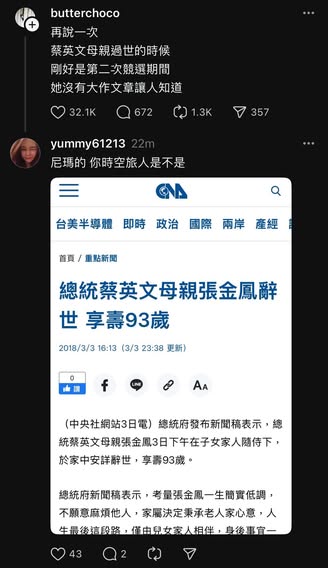 butterchoco
再說一次
蔡英文母親過世的時候
剛好是第二次競選期間
她沒有大作文章讓人知道
32.1K 672 1.3K 357
yummy61213 22m
尼瑪的 你時空旅人是不是
CNA
台美半導體 即時 政治 國際 兩岸 產經
首頁 / 重點新聞
總統蔡英文母親張金鳳辭
世 享壽93歲
2018/3/3 16:13（3/3 23:38 更新）
0
讚
AA
（中央社網站3日電）總統府發布新聞稿表示，總
統蔡英文母親張金鳳3日下午在子女家人隨侍下，
於家中安詳辭世，享壽93歲。
總統府新聞稿表示，考量張金鳳一生簡實低調，
不願意麻煩他人，家屬決定秉承老人家心意，人
生最後這段路，僅由兒女家人相伴，身後事宜一
43 2